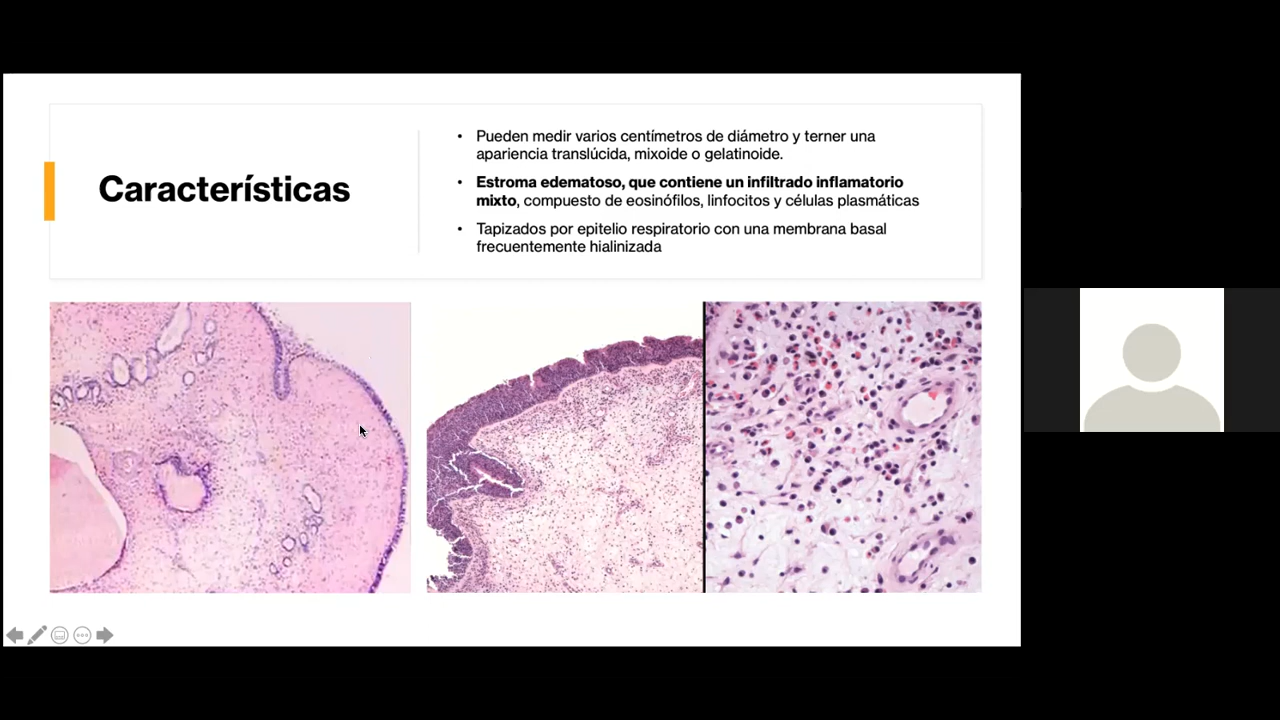 Características
• Pueden medir varios centímetros de diámetro y terner una
apariencia translúcida, mixoide o gelatinoide.
• Estroma edematoso, que contiene un infiltrado inflamatorio
mixto, compuesto de eosinófilos, linfocitos y células plasmáticas
• Tapizados por epitelio respiratorio con una membrana basal
frecuentemente hialinizada